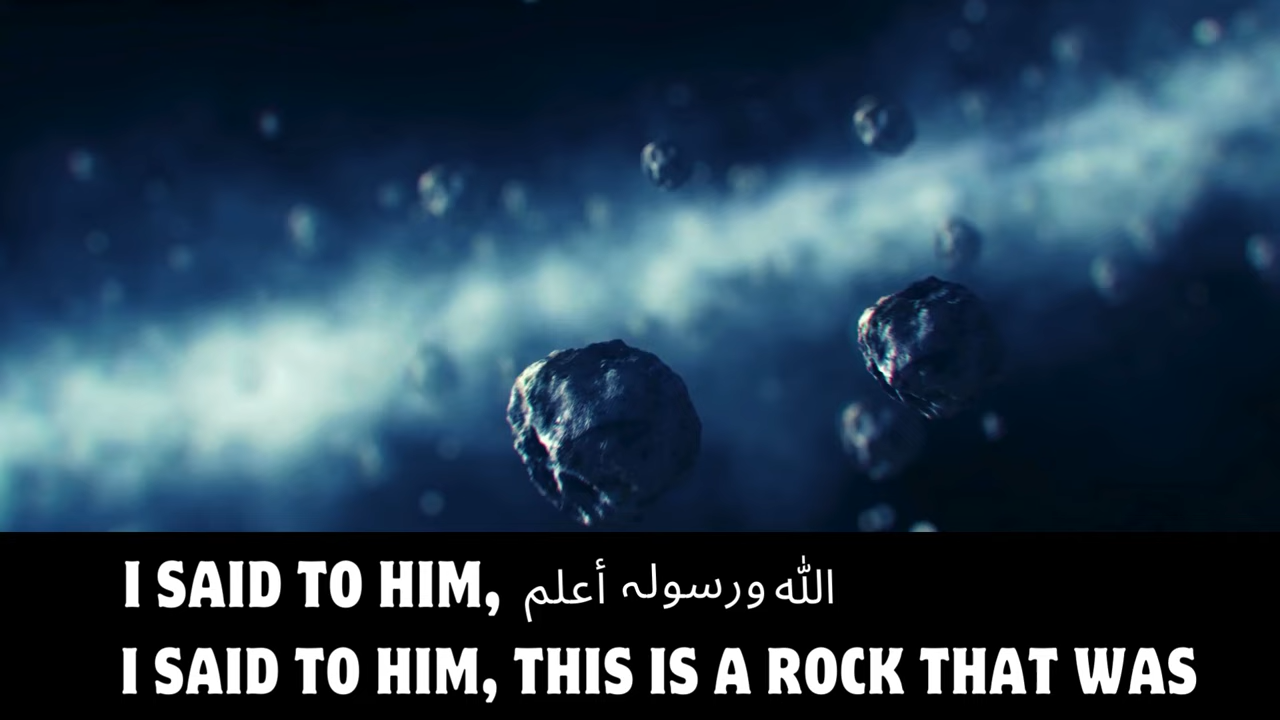 I SAID TO HIM, الله ورسوله أعلم
I SAID TO HIM, THIS IS A ROCK THAT WAS